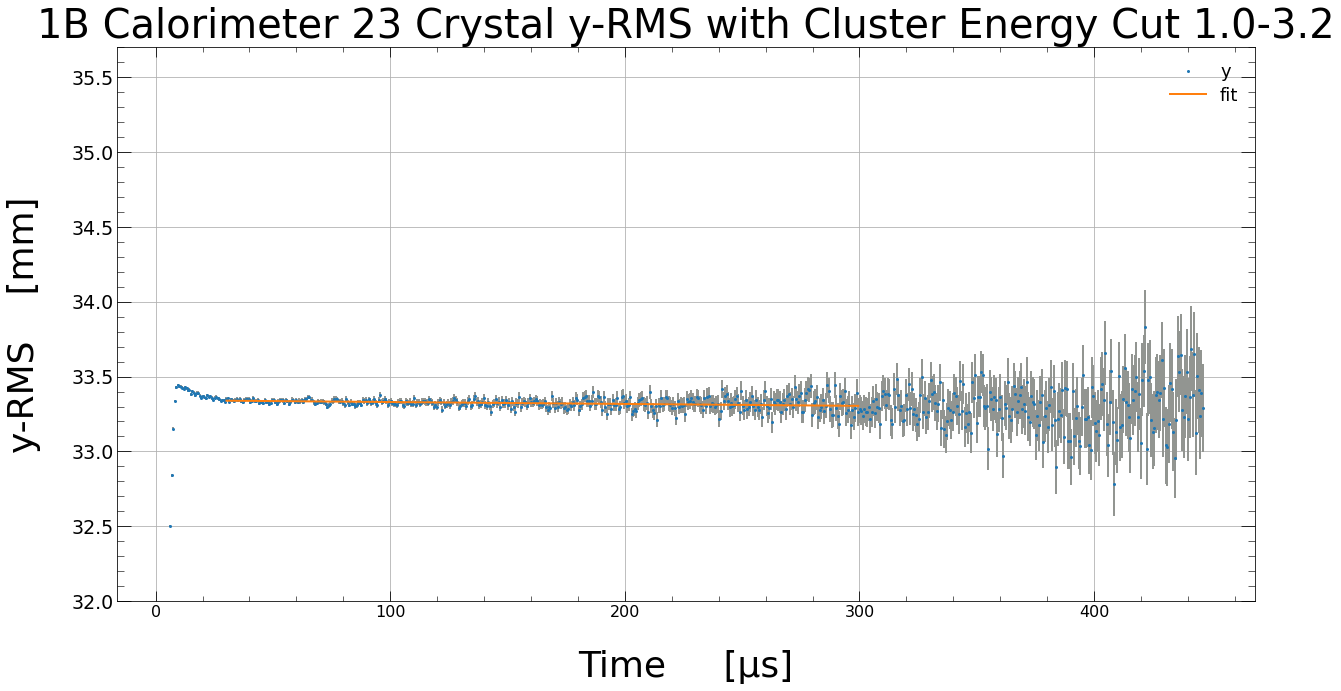 1B Calorimeter 23 Crystal y-RMS with Cluster Energy Cut 1.0-3.2
y
fit
35.5
35.0
34.5
34.0
33.5
33.0
32.5
32.0
y-RMS [mm]
0 100 200 300 400
Time [μs]